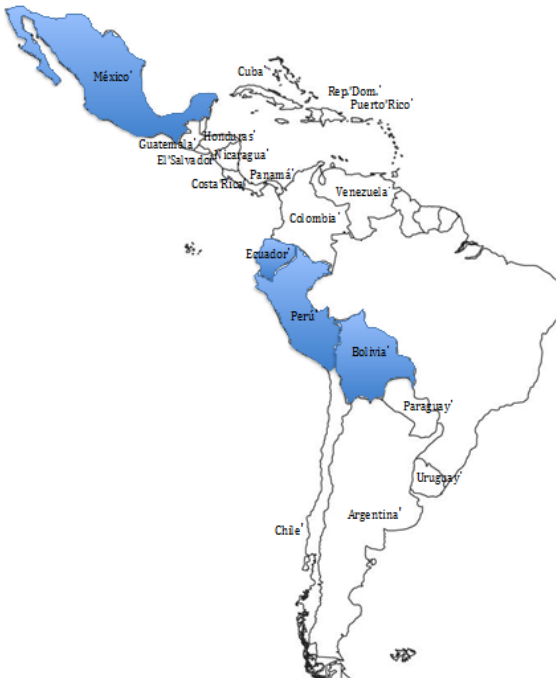 México'
Cuba'
Rep.'Dom.'
Puerto'Rico'
Honduras'
Guatemala'
Nicaragua'
El'Salvador
Costa'Rica
Panamá'
Venezuela'
Colombia'
Ecuador'
Perú'
Bolivia'
Paraguay'
Uruguay'
Argentina'
Chile'